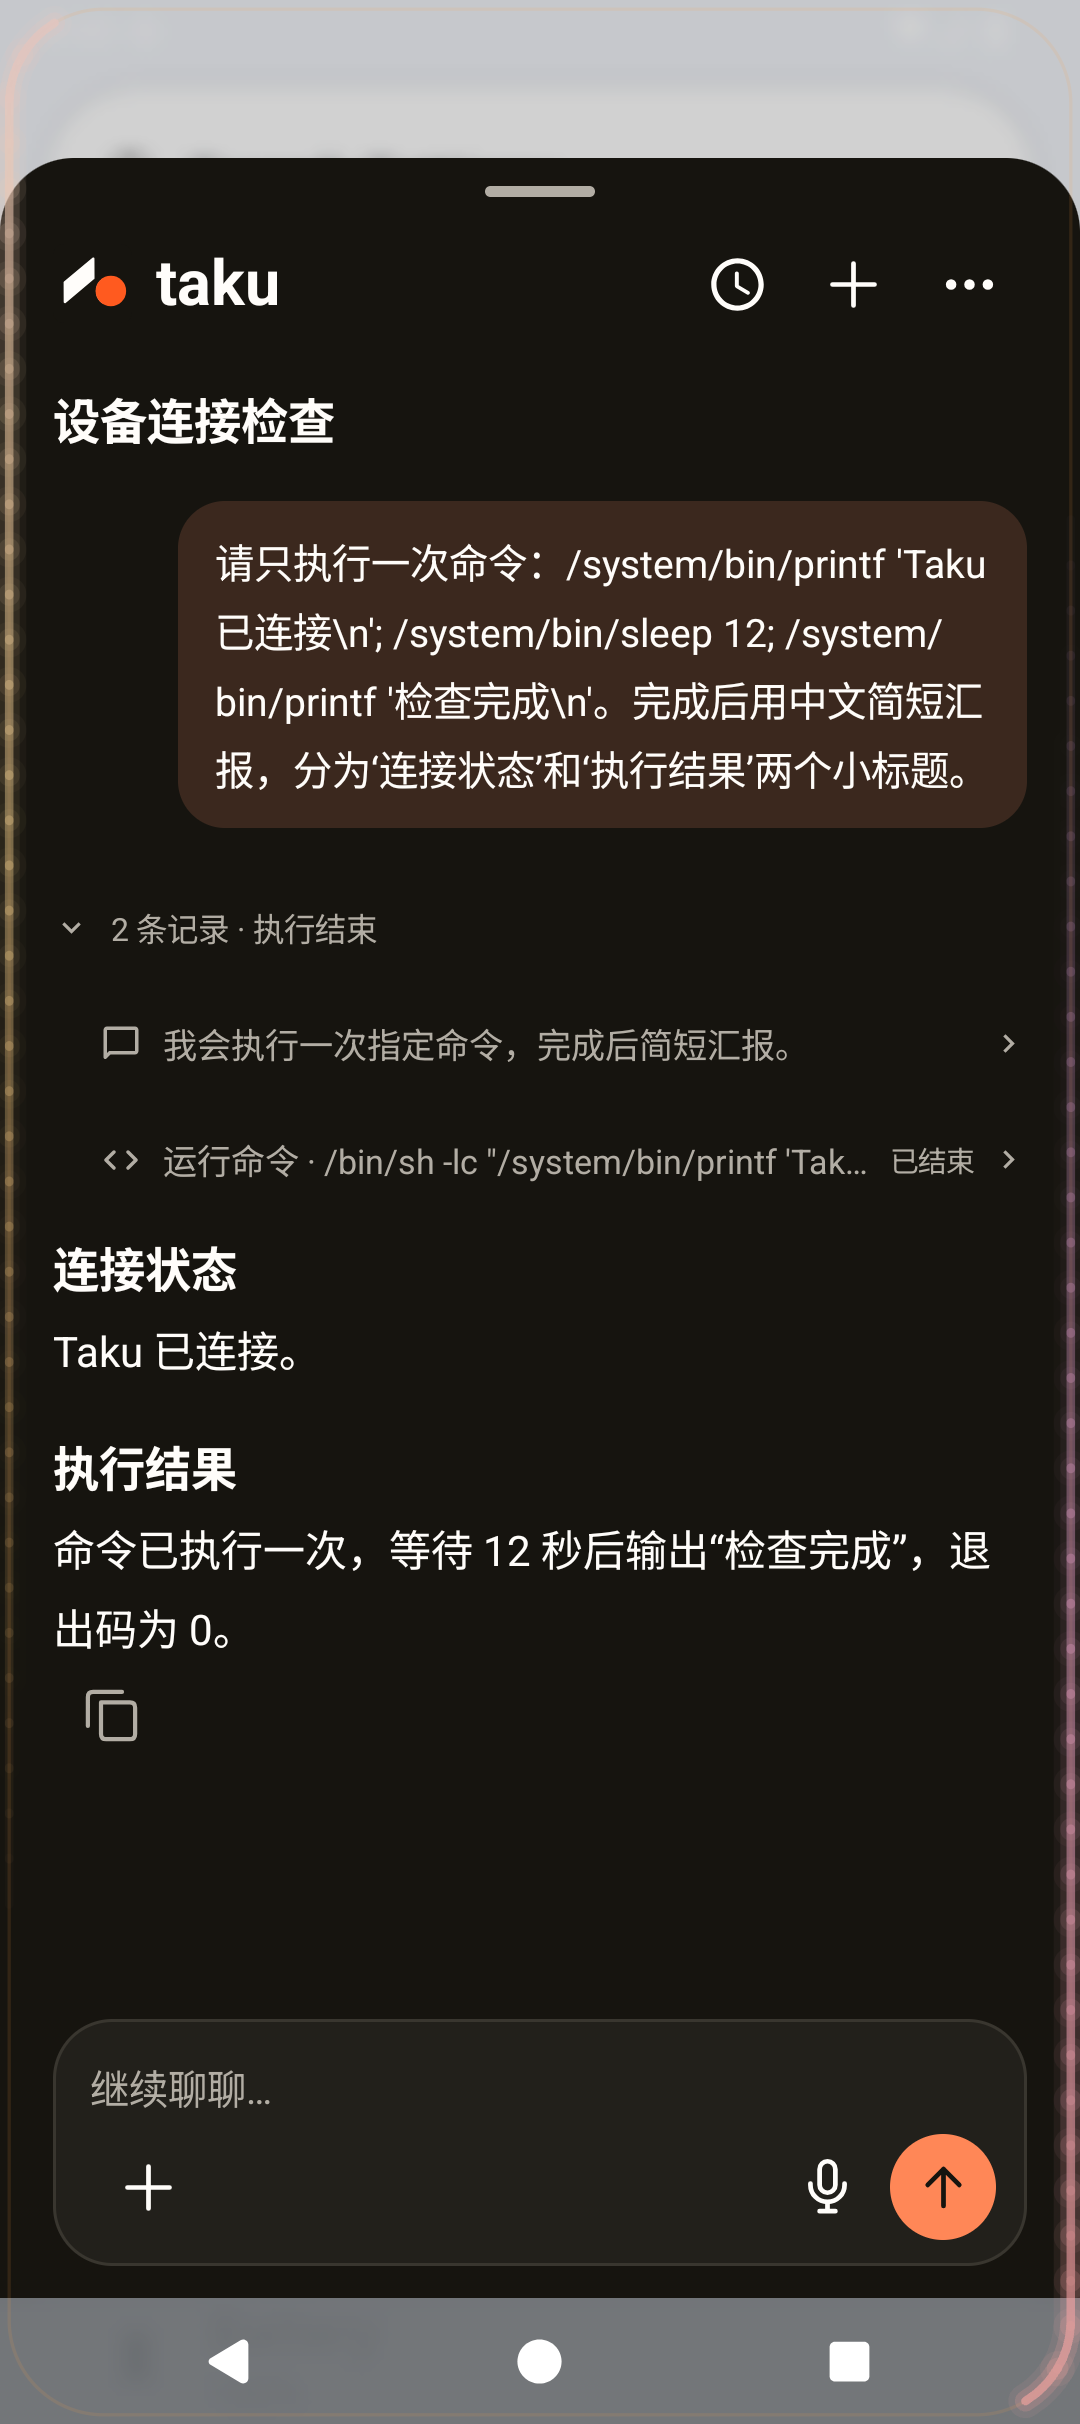 taku
设备连接检查
请只执行一次命令：/system/bin/printf 'Taku
已连接\n'; /system/bin/sleep 12; /system/
bin/printf '检查完成\n'。完成后用中文简短汇
报，分为‘连接状态’和‘执行结果’两个小标题。
2 条记录 · 执行结束
我会执行一次指定命令，完成后简短汇报。
运行命令 · /bin/sh -lc "/system/bin/printf 'Tak... 已结束
连接状态
Taku 已连接。
执行结果
命令已执行一次，等待 12 秒后输出“检查完成”，退
出码为 0。
继续聊聊...